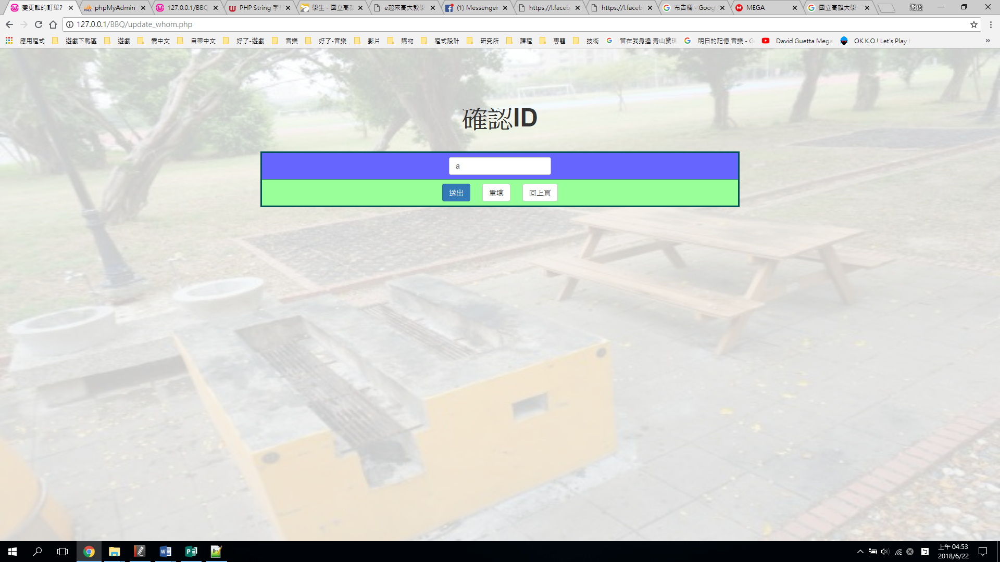 變更誰的訂單?
phpMyAdmin
127.0.0.1/BBQ
PHP String 字
學生 - 國立高
e起來高大教學
(1) Messenger
https://l.faceb
https://l.faceb
布告欄 - Goog
MEGA
國立高雄大學 -
湘俊
127.0.0.1/BBQ/update_whom.php
應用程式
遊戲下載區
遊戲
需中文
自帶中文
好了-遊戲
音樂
好了-音樂
影片
購物
程式設計
研究所
課程
專題
技術
留在我身邊 青山黛
明日的記憶 音樂 - G
David Guetta Mega
OK K.O.! Let's Play
確認ID
a
送出 重填 回上頁
上午 04:53
2018/6/22